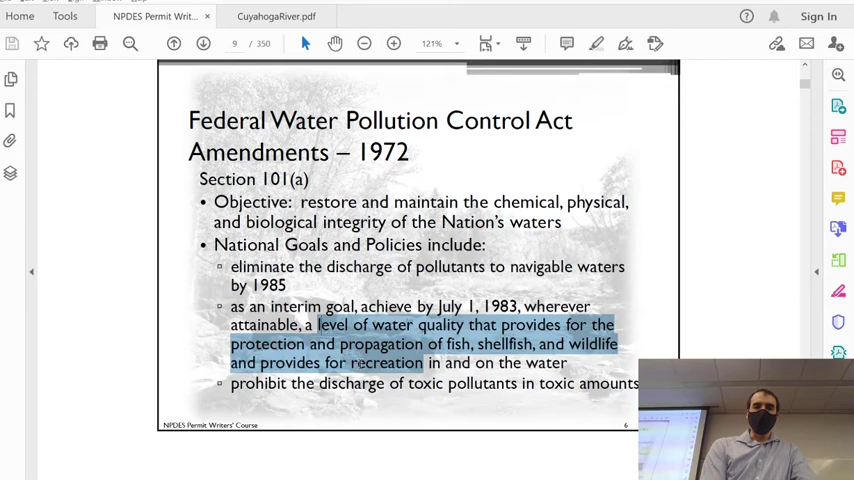 Home Tools NPDES Permit Writ... × CuyahogaRiver.pdf Sign In
9 / 350 121%
Federal Water Pollution Control Act
Amendments – 1972
Section 101(a)
• Objective: restore and maintain the chemical, physical,
and biological integrity of the Nation's waters
• National Goals and Policies include:
▫ eliminate the discharge of pollutants to navigable waters
by 1985
▫ as an interim goal, achieve by July 1, 1983, wherever
attainable, a level of water quality that provides for the
protection and propagation of fish, shellfish, and wildlife
and provides for recreation in and on the water
▫ prohibit the discharge of toxic pollutants in toxic amounts
NPDES Permit Writers' Course 6